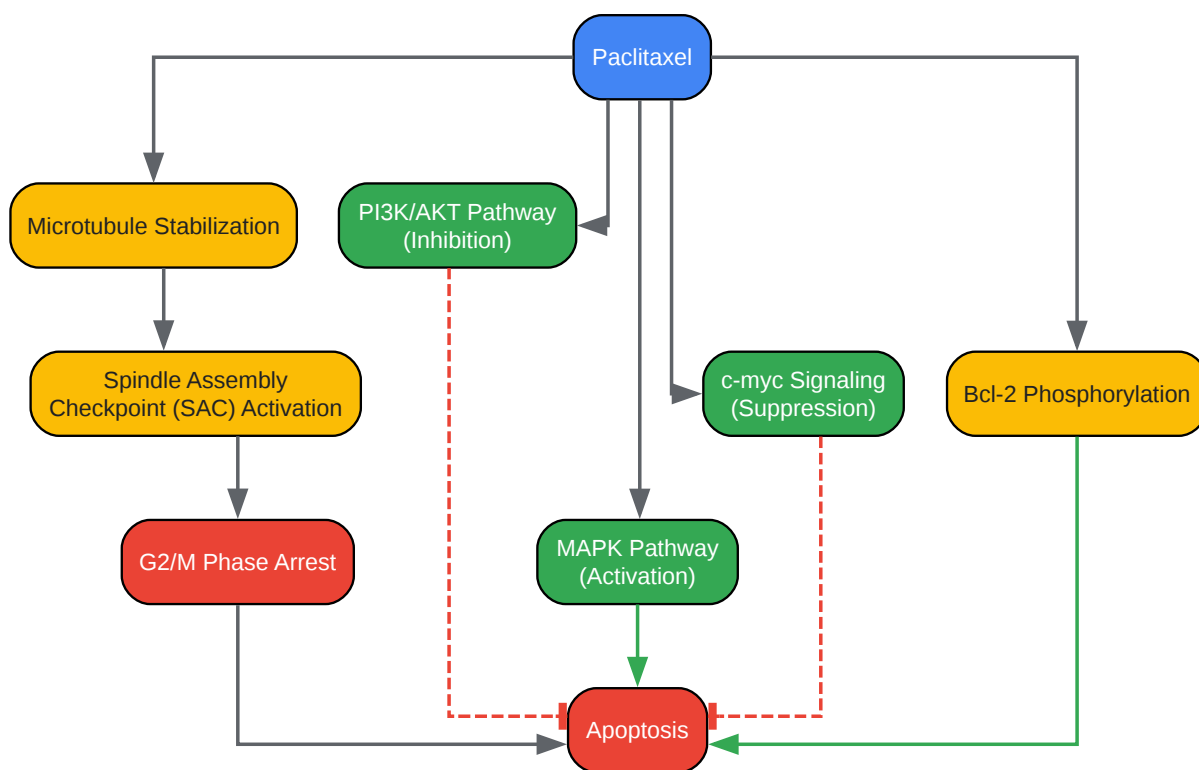 Paclitaxel
Microtubule Stabilization
PI3K/AKT Pathway
(Inhibition)
Spindle Assembly
Checkpoint (SAC) Activation
c-myc Signaling
(Suppression)
Bcl-2 Phosphorylation
G2/M Phase Arrest
MAPK Pathway
(Activation)
Apoptosis